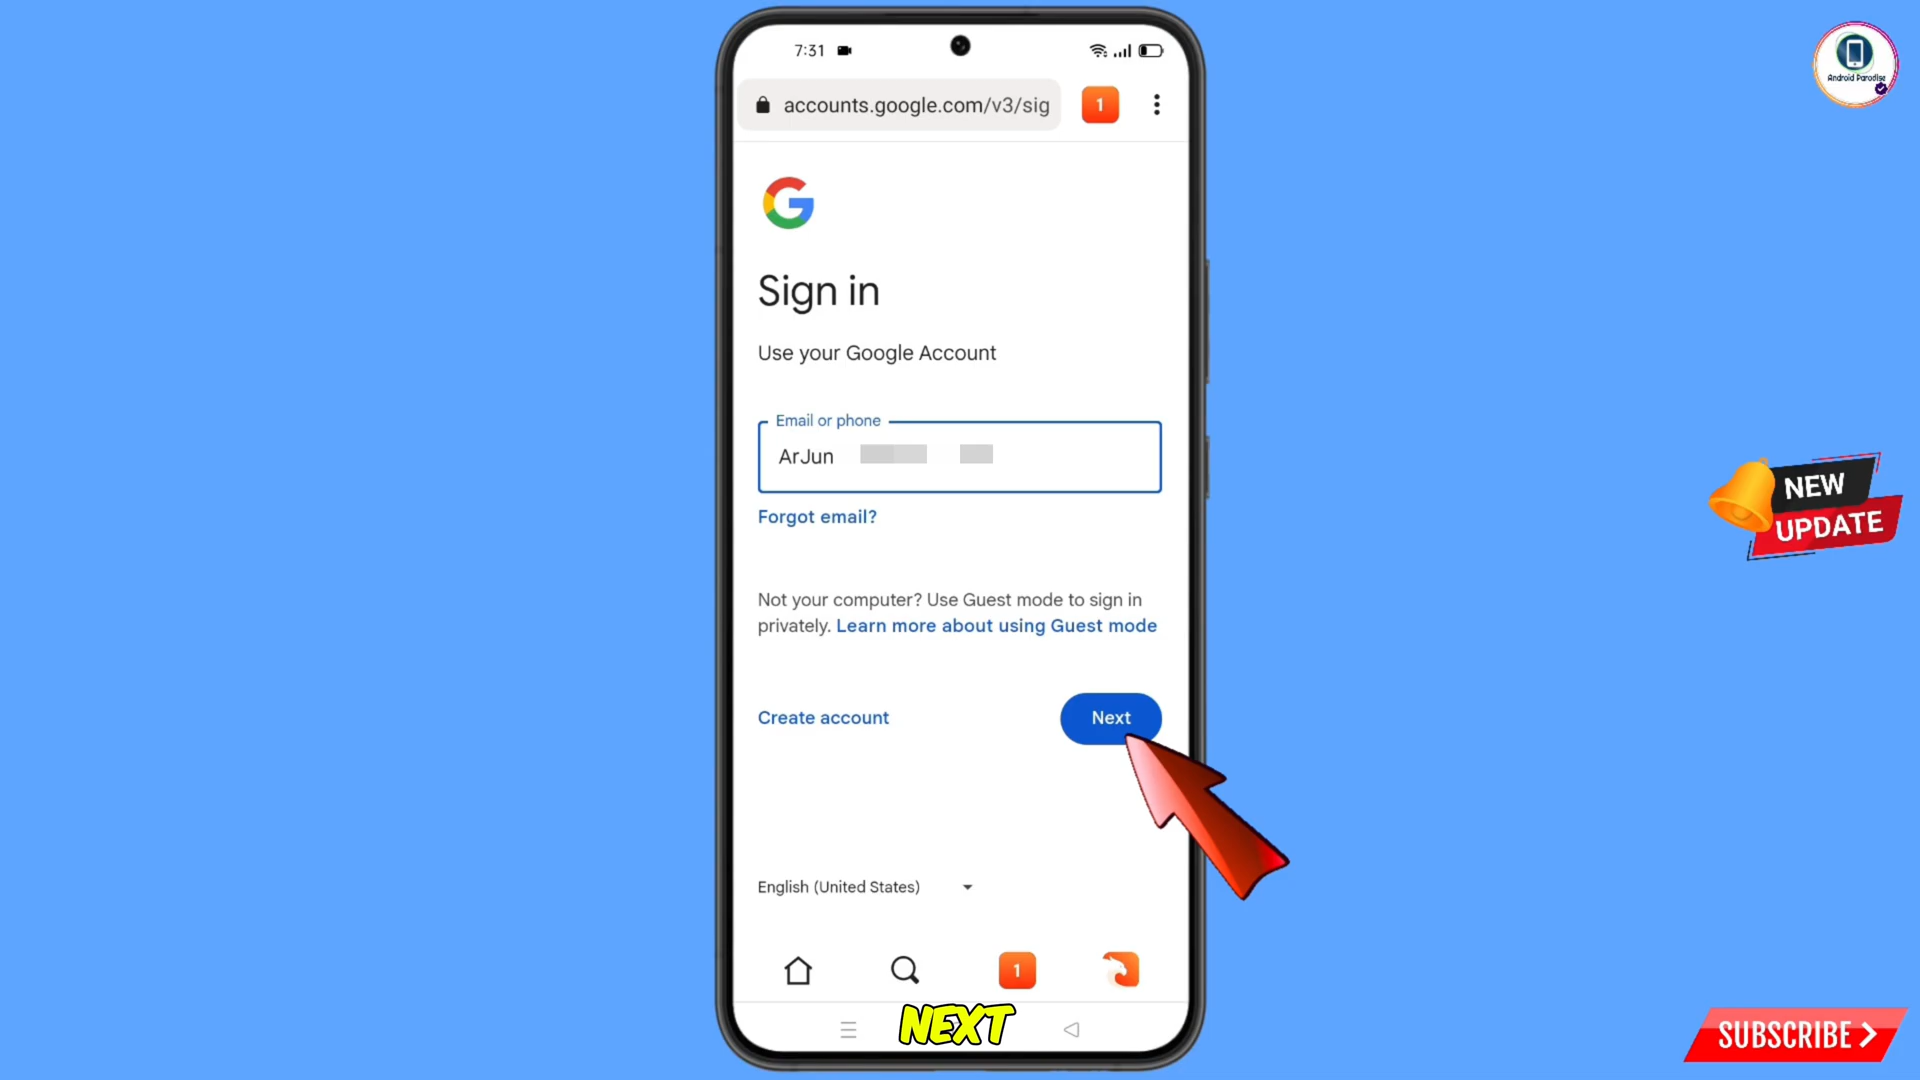 7:31
accounts.google.com/v3/sig
1
Sign in
Use your Google Account
Email or phone
ArJun
Forgot email?
Not your computer? Use Guest mode to sign in
privately. Learn more about using Guest mode
Create account
Next
English (United States)
1
NEXT
Android Paradise
NEW
UPDATE
SUBSCRIBE